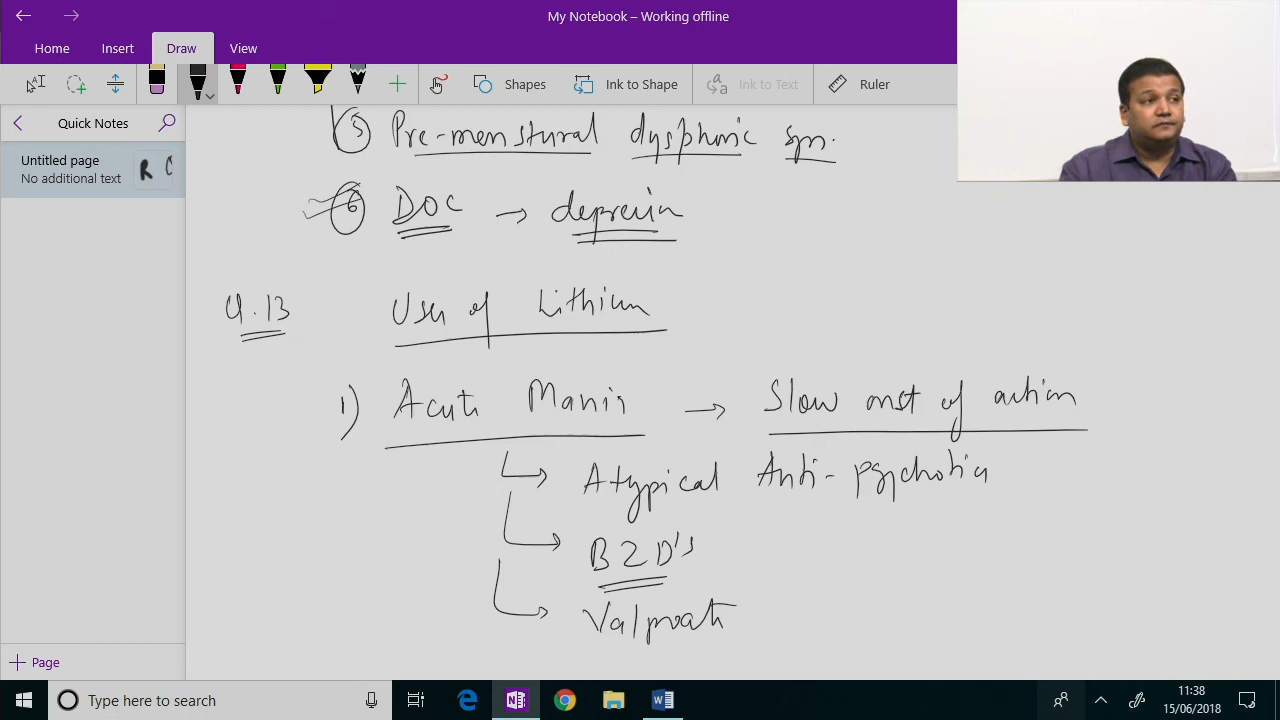 My Notebook – Working offline
Home Insert Draw View
Shapes Ink to Shape Ink to Text Ruler
Quick Notes
Untitled page
No additional text
R
5 Pre-menstural dysphoric syn.
6 DOC → depression
Q.13 Uses of Lithium
1) Acute Mania → Slow onset of action
Atypical Anti-psychotics
BZD's
Valproate
+ Page
Type here to search
11:38
15/06/2018